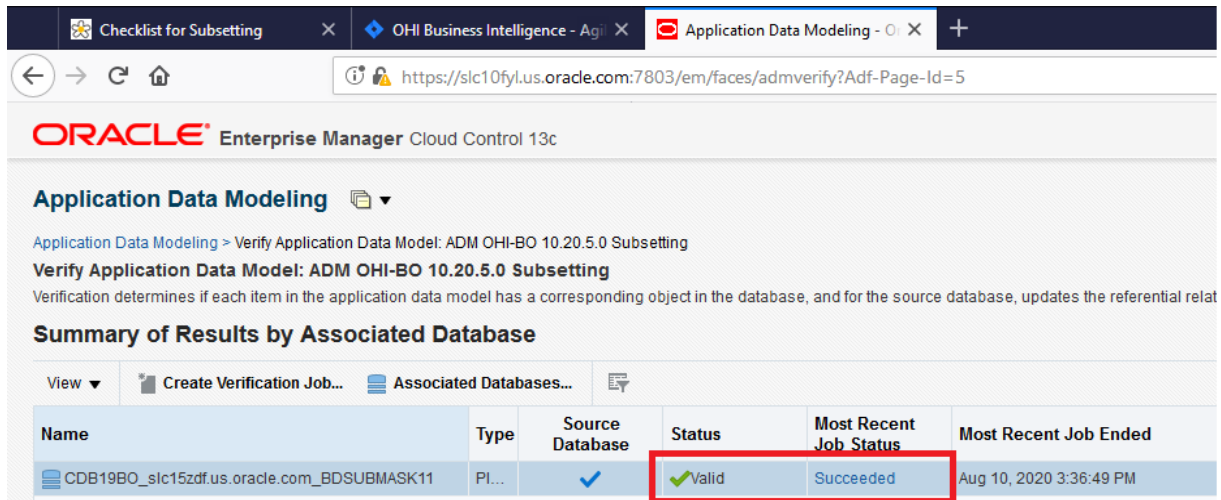 Checklist for Subsetting
OHI Business Intelligence - Agil
Application Data Modeling - Or
https://slc10fyl.us.oracle.com:7803/em/faces/admverify?Adf-Page-Id=5
ORACLE Enterprise Manager Cloud Control 13c
Application Data Modeling
Application Data Modeling > Verify Application Data Model: ADM OHI-BO 10.20.5.0 Subsetting
Verify Application Data Model: ADM OHI-BO 10.20.5.0 Subsetting
Verification determines if each item in the application data model has a corresponding object in the database, and for the source database, updates the referential relat
Summary of Results by Associated Database
View Create Verification Job... Associated Databases...
Name Type Source Database Status Most Recent Job Status Most Recent Job Ended
CDB19BO_slc15zdf.us.oracle.com_BDSUBMASK11 Pl... Valid Succeeded Aug 10, 2020 3:36:49 PM